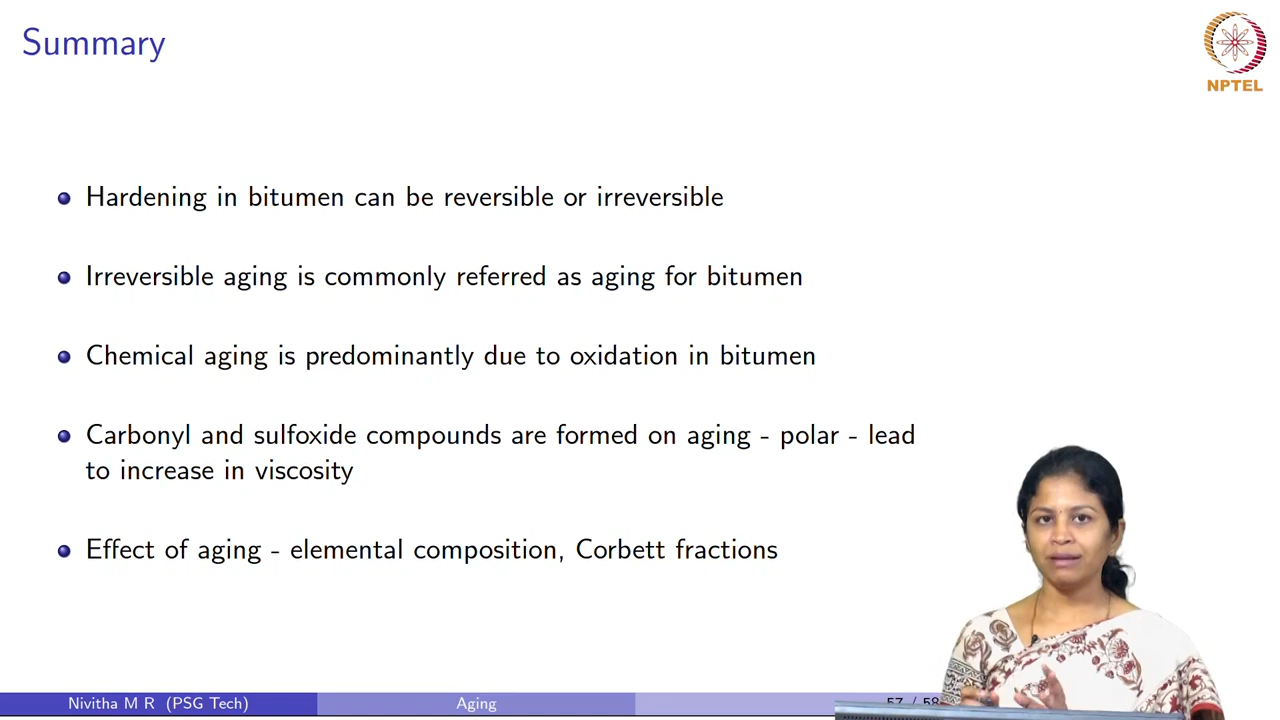 Summary
NPTEL
Hardening in bitumen can be reversible or irreversible
Irreversible aging is commonly referred as aging for bitumen
Chemical aging is predominantly due to oxidation in bitumen
Carbonyl and sulfoxide compounds are formed on aging - polar - lead
to increase in viscosity
Effect of aging - elemental composition, Corbett fractions
Nivitha M R (PSG Tech)
Aging
57 / 58